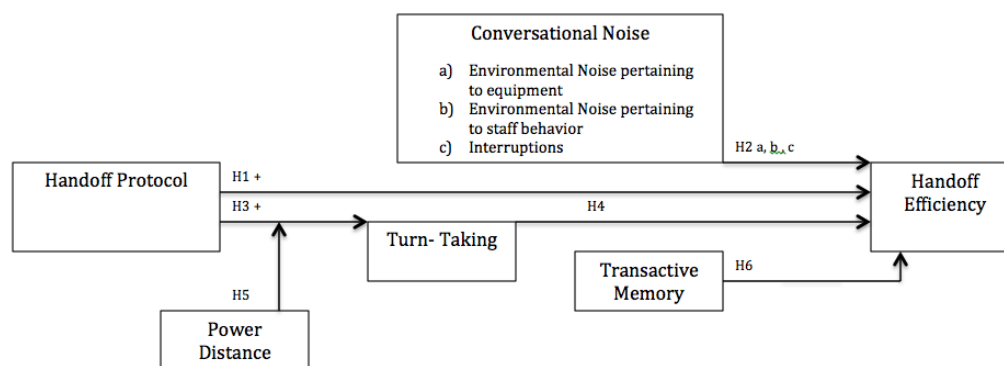 Conversational Noise
a) Environmental Noise pertaining
to equipment
b) Environmental Noise pertaining
to staff behavior
c) Interruptions
H2 a, b, c
Handoff Protocol
H1 +
Handoff
Efficiency
H3 +
H4
Turn- Taking
Transactive
Memory
H6
H5
Power
Distance